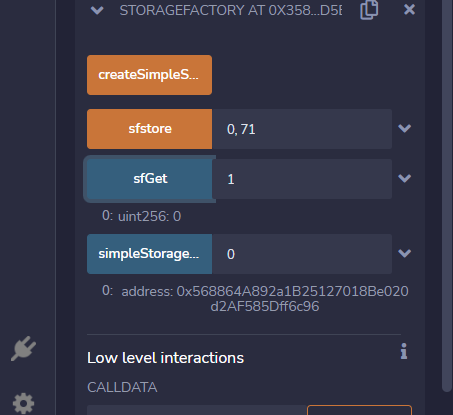 STORAGEFACTORY AT 0X358...D5E
createSimpleS...
sfstore 0, 71
sfGet 1
0: uint256: 0
simpleStorage... 0
0: address: 0x568864A892a1B25127018Be020
d2AF585Dff6c96
Low level interactions
CALLDATA